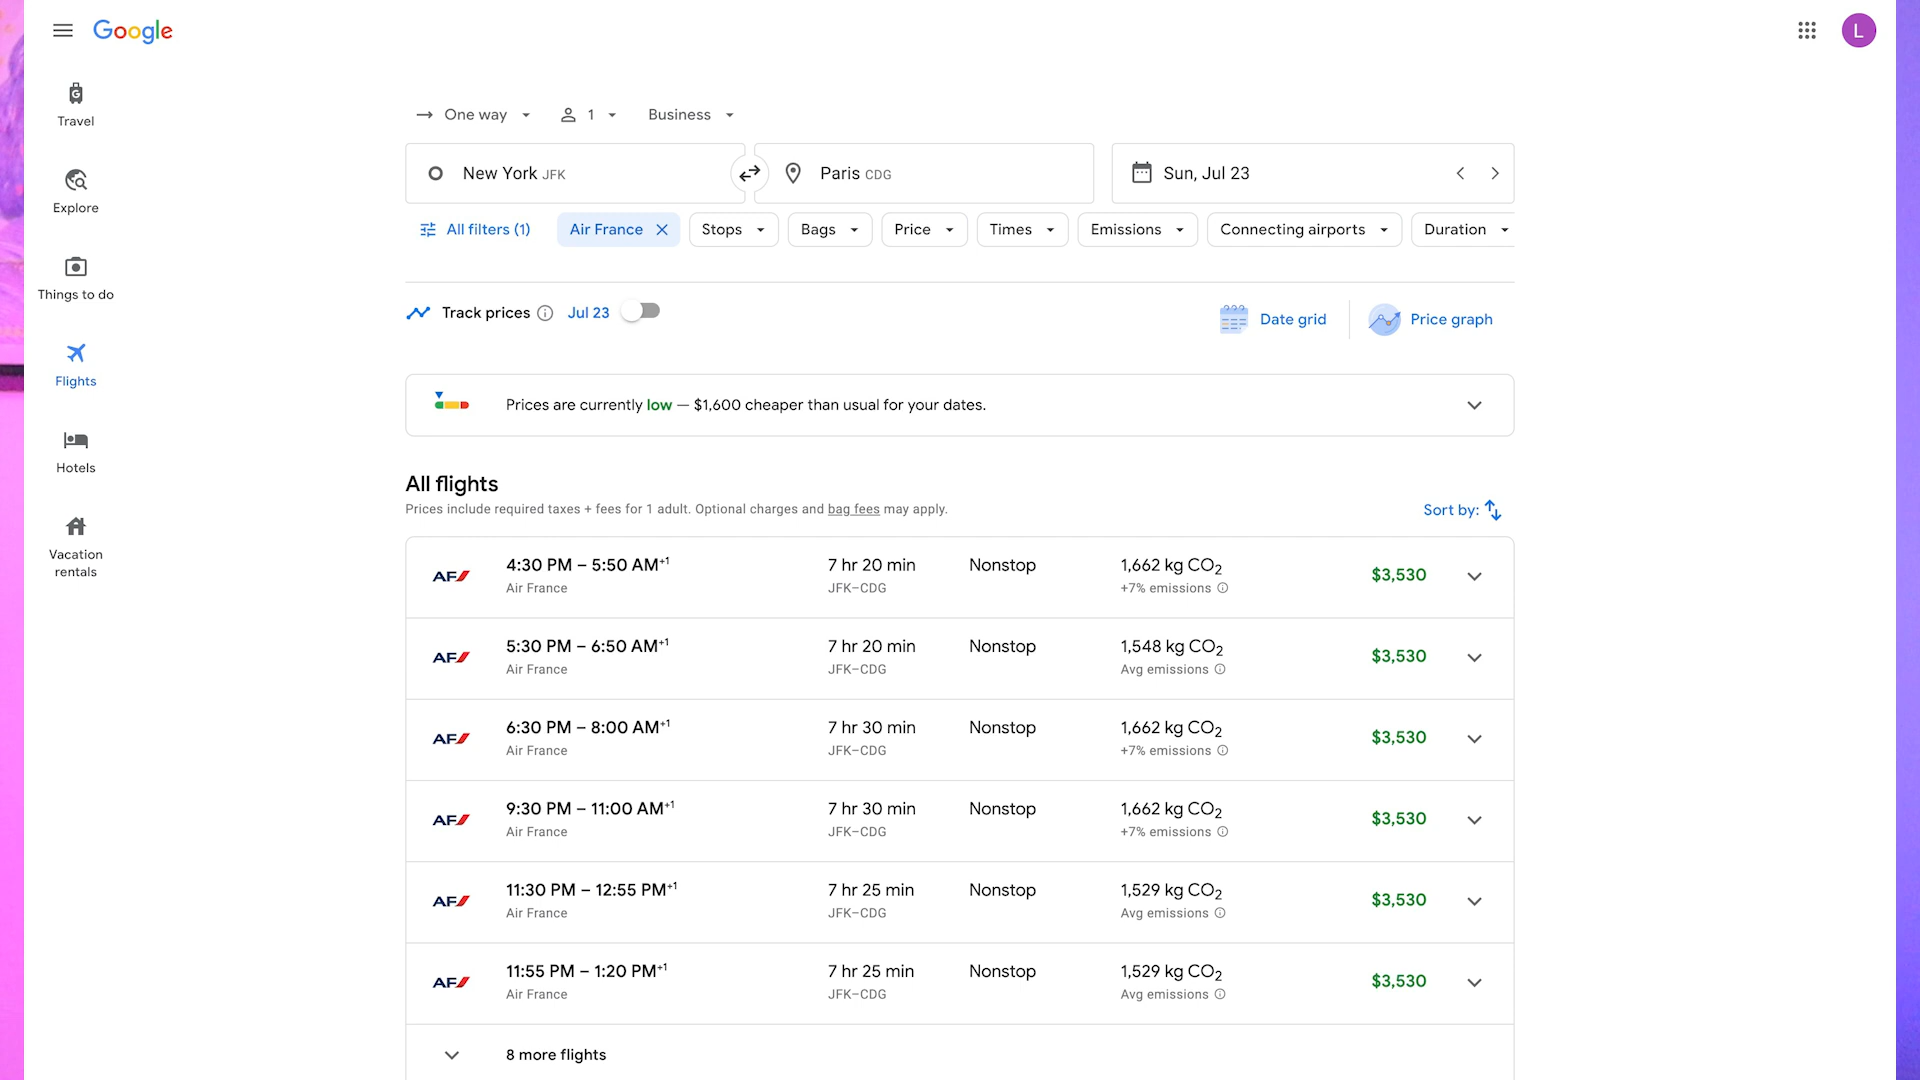 Google
L
Travel
Explore
Things to do
Flights
Hotels
Vacation
rentals
One way 1 Business
New York JFK Paris CDG Sun, Jul 23
All filters (1) Air France Stops Bags Price Times Emissions Connecting airports Duration
Track prices Jul 23 Date grid Price graph
Prices are currently low — $1,600 cheaper than usual for your dates.
All flights
Prices include required taxes + fees for 1 adult. Optional charges and bag fees may apply.
Sort by:
AF 4:30 PM – 5:50 AM+1 7 hr 20 min Nonstop 1,662 kg CO2 $3,530
Air France JFK–CDG +7% emissions
AF 5:30 PM – 6:50 AM+1 7 hr 20 min Nonstop 1,548 kg CO2 $3,530
Air France JFK–CDG Avg emissions
AF 6:30 PM – 8:00 AM+1 7 hr 30 min Nonstop 1,662 kg CO2 $3,530
Air France JFK–CDG +7% emissions
AF 9:30 PM – 11:00 AM+1 7 hr 30 min Nonstop 1,662 kg CO2 $3,530
Air France JFK–CDG +7% emissions
AF 11:30 PM – 12:55 PM+1 7 hr 25 min Nonstop 1,529 kg CO2 $3,530
Air France JFK–CDG Avg emissions
AF 11:55 PM – 1:20 PM+1 7 hr 25 min Nonstop 1,529 kg CO2 $3,530
Air France JFK–CDG Avg emissions
8 more flights